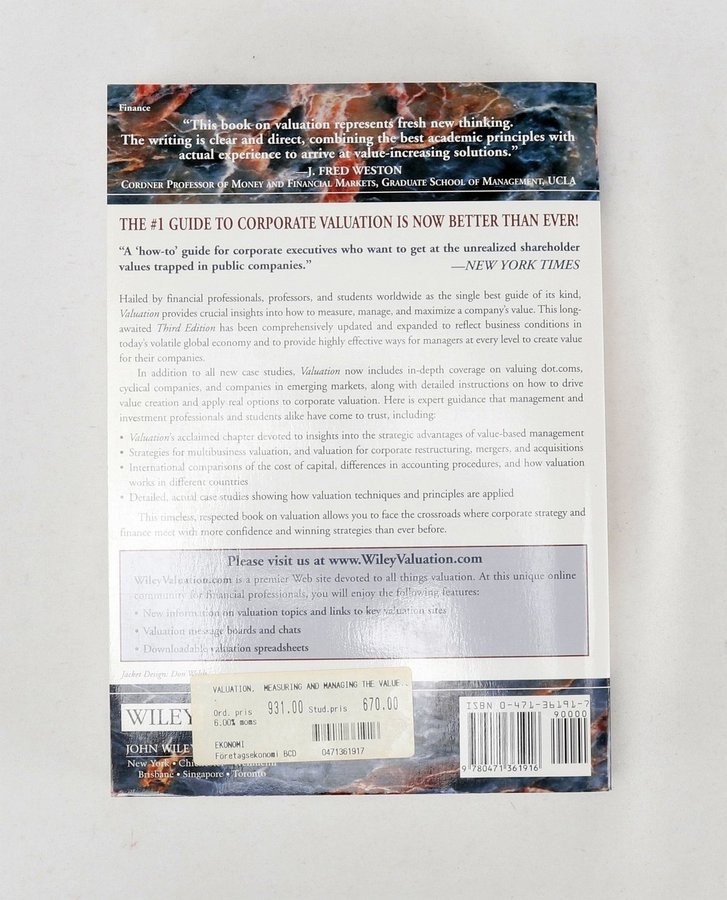 Finance
“This book on valuation represents fresh new thinking.
The writing is clear and direct, combining the best academic principles with
actual experience to arrive at value-increasing solutions.”
—J. FRED WESTON
CORDNER PROFESSOR OF MONEY AND FINANCIAL MARKETS, GRADUATE SCHOOL OF MANAGEMENT, UCLA
THE #1 GUIDE TO CORPORATE VALUATION IS NOW BETTER THAN EVER!
“A ‘how-to’ guide for corporate executives who want to get at the unrealized shareholder
values trapped in public companies.” —NEW YORK TIMES
Hailed by financial professionals, professors, and students worldwide as the single best guide of its kind,
Valuation provides crucial insights into how to measure, manage, and maximize a company's value. This long-
awaited Third Edition has been comprehensively updated and expanded to reflect business conditions in
today's volatile global economy and to provide highly effective ways for managers at every level to create value
for their companies.
In addition to all new case studies, Valuation now includes in-depth coverage on valuing dot.coms,
cyclical companies, and companies in emerging markets, along with detailed instructions on how to drive
value creation and apply real options to corporate valuation. Here is expert guidance that management and
investment professionals and students alike have come to trust, including:
• Valuation's acclaimed chapter devoted to insights into the strategic advantages of value-based management
• Strategies for multibusiness valuation, and valuation for corporate restructuring, mergers, and acquisitions
• International comparisons of the cost of capital, differences in accounting procedures, and how valuation
works in different countries
• Detailed, actual case studies showing how valuation techniques and principles are applied
This timeless, respected book on valuation allows you to face the crossroads where corporate strategy and
finance meet with more confidence and winning strategies than ever before.
Please visit us at www.WileyValuation.com
WileyValuation.com is a premier Web site devoted to all things valuation. At this unique online
community for financial professionals, you will enjoy the following features:
• New information on valuation topics and links to key valuation sites
• Valuation message boards and chats
• Downloadable valuation spreadsheets
Jacket Design: Don
VALUATION. MEASURING AND MANAGING THE VALUE..
Ord. pris 931.00 Stud.pris 670.00
6.00% moms
EKONOMI
Företagsekonomi BCD 0471361917
WILEY
JOHN WILEY
New York •
Brisbane • Singapore • Toronto
ISBN 0-471-36191-7
90000
9 780471 361916